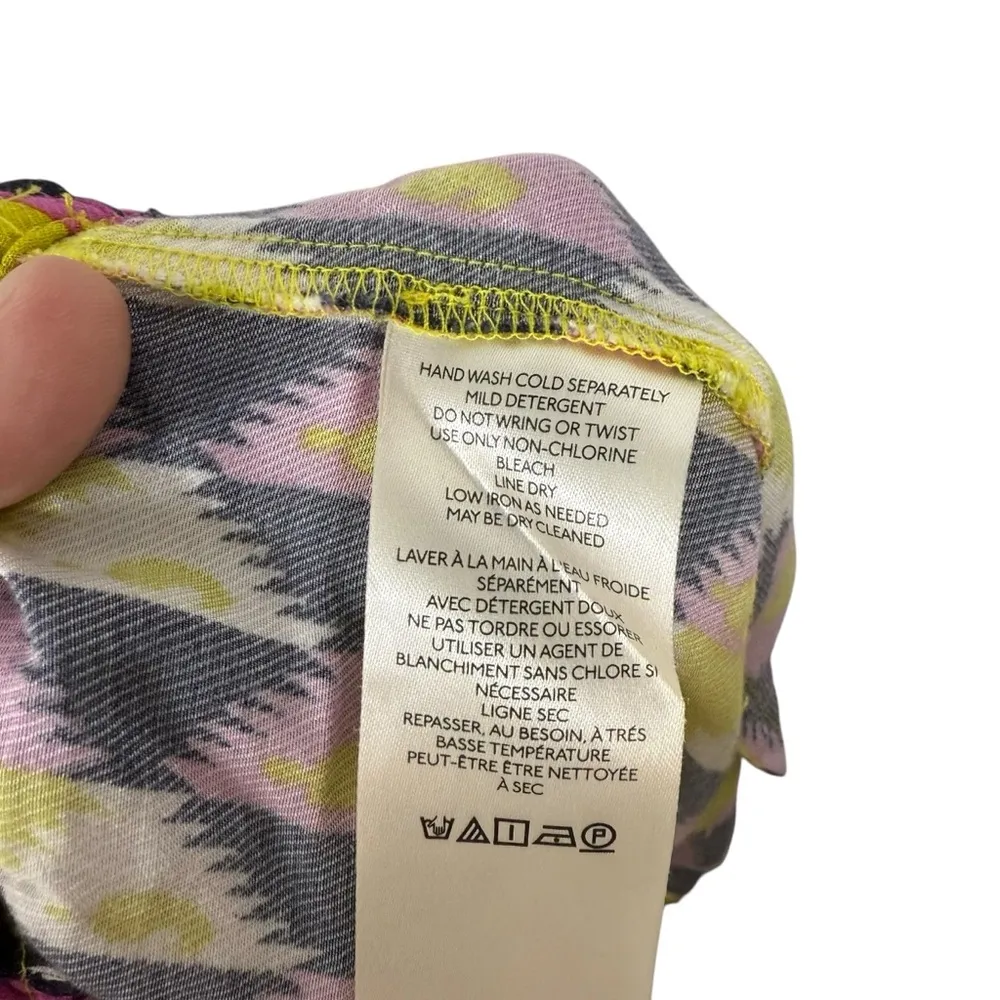 HAND WASH COLD SEPARATELY
MILD DETERGENT
DO NOT WRING OR TWIST
USE ONLY NON-CHLORINE
BLEACH
LINE DRY
LOW IRON AS NEEDED
MAY BE DRY CLEANED
LAVER À LA MAIN À L'EAU FROIDE
SÉPARÉMENT
AVEC DÉTERGENT DOUX
NE PAS TORDRE OU ESSORER
UTILISER UN AGENT DE
BLANCHIMENT SANS CHLORE SI
NÉCESSAIRE
LIGNE SEC
REPASSER, AU BESOIN, À TRÉS
BASSE TEMPÉRATURE
PEUT-ÊTRE ÊTRE NETTOYÉE
À SEC
P